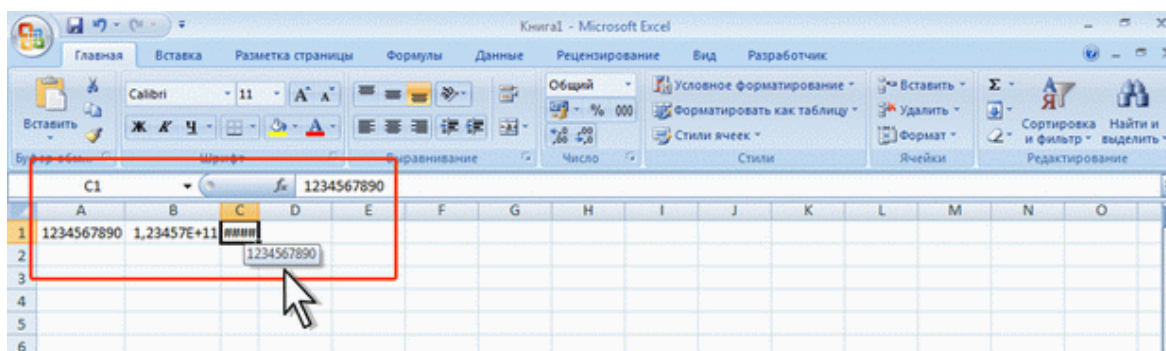 Книга1 - Microsoft Excel
Главная Вставка Разметка страницы Формулы Данные Рецензирование Вид Разработчик
Calibri 11 Общий Условное форматирование Вставить Σ
% 000 Форматировать как таблицу Удалить
Вставить Ж К Ч Стили ячеек Формат Сортировка и фильтр Найти и выделить
Буфер обм... Шрифт Выравнивание Число Стили Ячейки Редактирование
C1 fx 1234567890
A B C D E F G H I J K L M N O
1 1234567890 1,23457E+11 ####
2 1234567890
3
4
5
6